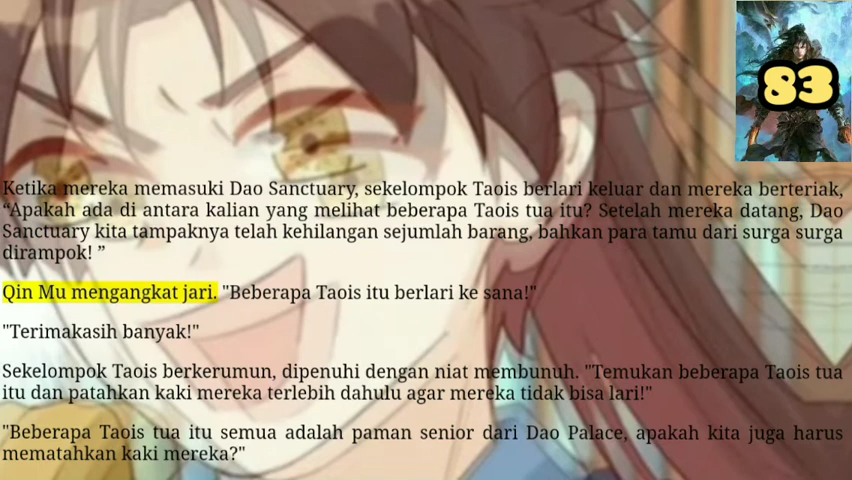 83
Ketika mereka memasuki Dao Sanctuary, sekelompok Taois berlari keluar dan mereka berteriak,
“Apakah ada di antara kalian yang melihat beberapa Taois tua itu? Setelah mereka datang, Dao
Sanctuary kita tampaknya telah kehilangan sejumlah barang, bahkan para tamu dari surga surga
dirampok! ”
Qin Mu mengangkat jari. "Beberapa Taois itu berlari ke sana!"
"Terimakasih banyak!"
Sekelompok Taois berkerumun, dipenuhi dengan niat membunuh. "Temukan beberapa Taois tua
itu dan patahkan kaki mereka terlebih dahulu agar mereka tidak bisa lari!"
"Beberapa Taois tua itu semua adalah paman senior dari Dao Palace, apakah kita juga harus
mematahkan kaki mereka?"